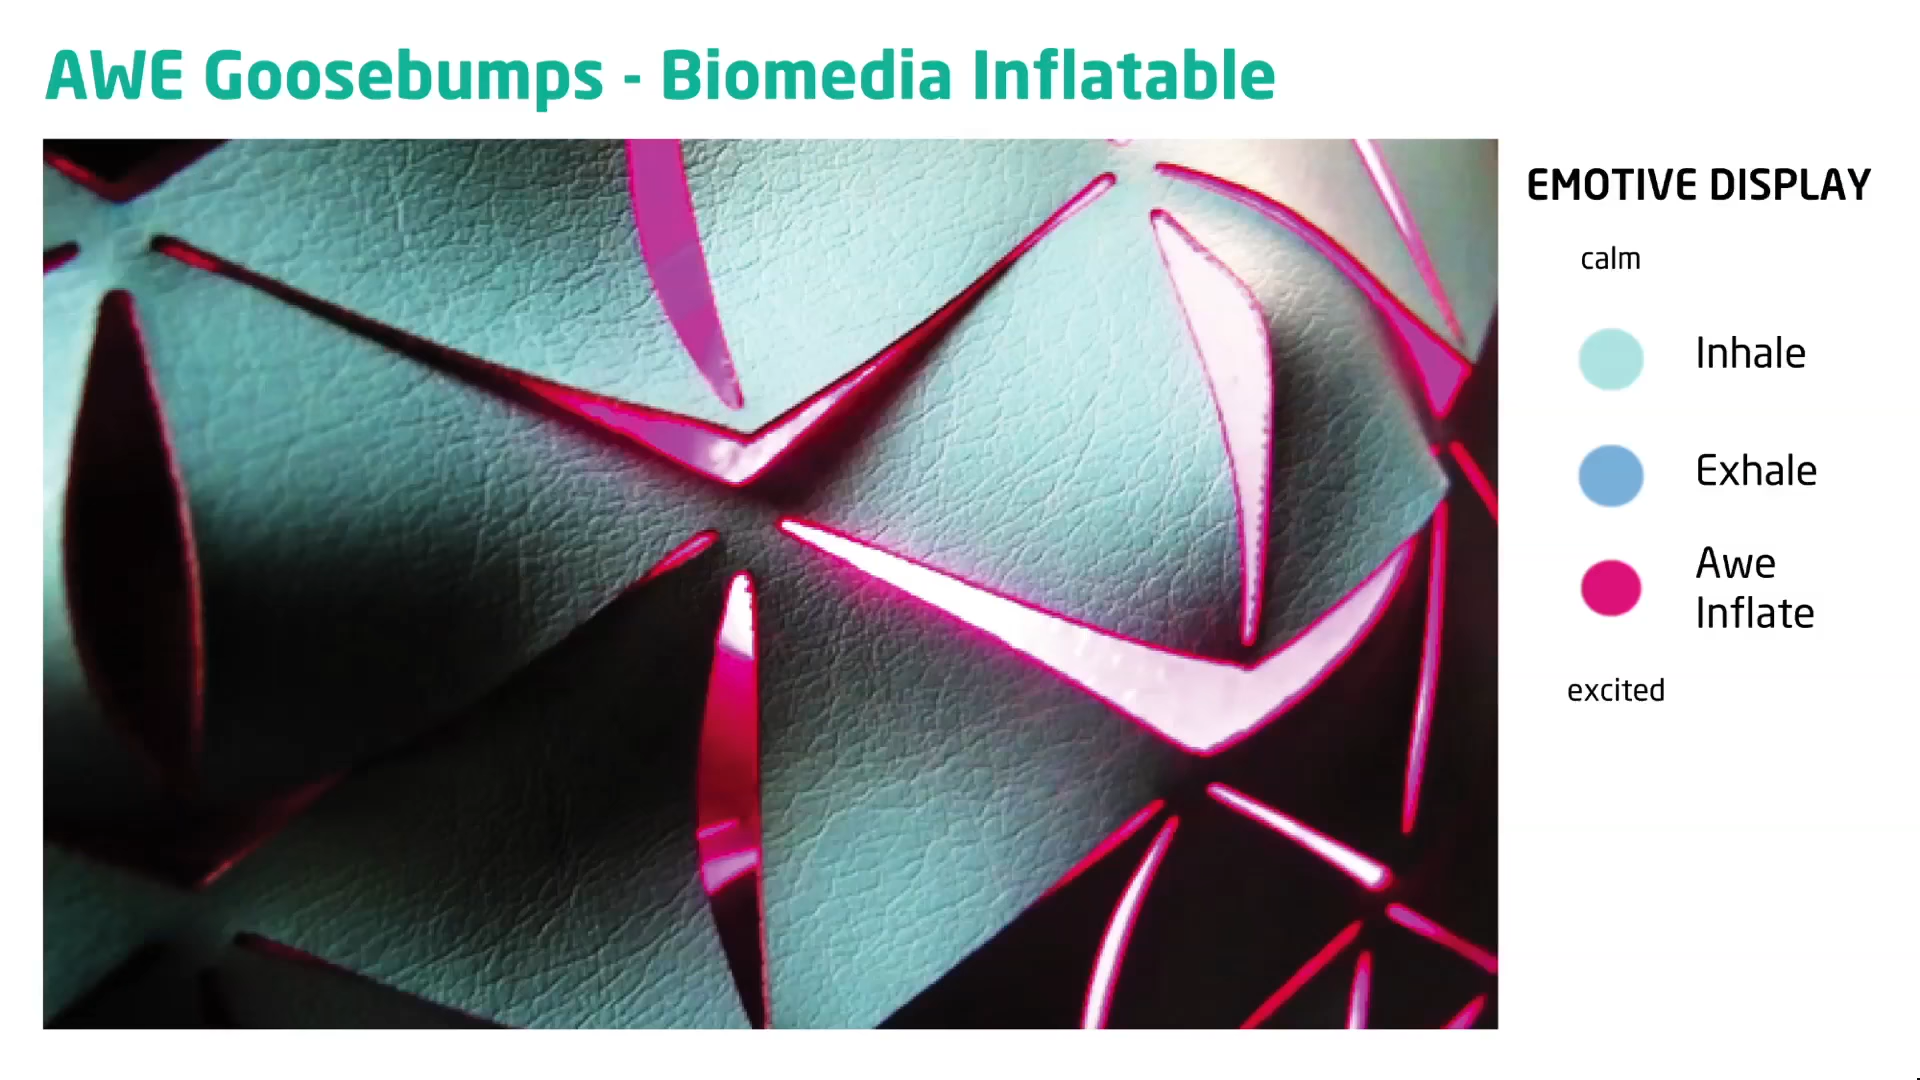 AWE Goosebumps - Biomedia Inflatable
EMOTIVE DISPLAY
calm
Inhale
Exhale
Awe
Inflate
excited